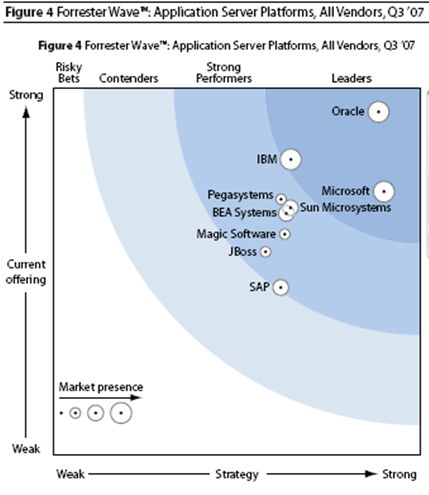 Figure 4 Forrester Wave™: Application Server Platforms, All Vendors, Q3 ’07
Figure 4 Forrester Wave™: Application Server Platforms, All Vendors, Q3 ’07
Risky
Bets
Contenders
Strong
Performers
Leaders
Strong
Oracle
IBM
Microsoft
Pegasystems
Sun Microsystems
BEA Systems
Magic Software
JBoss
Current
offering
SAP
Market presence
Weak
Weak
Strategy
Strong